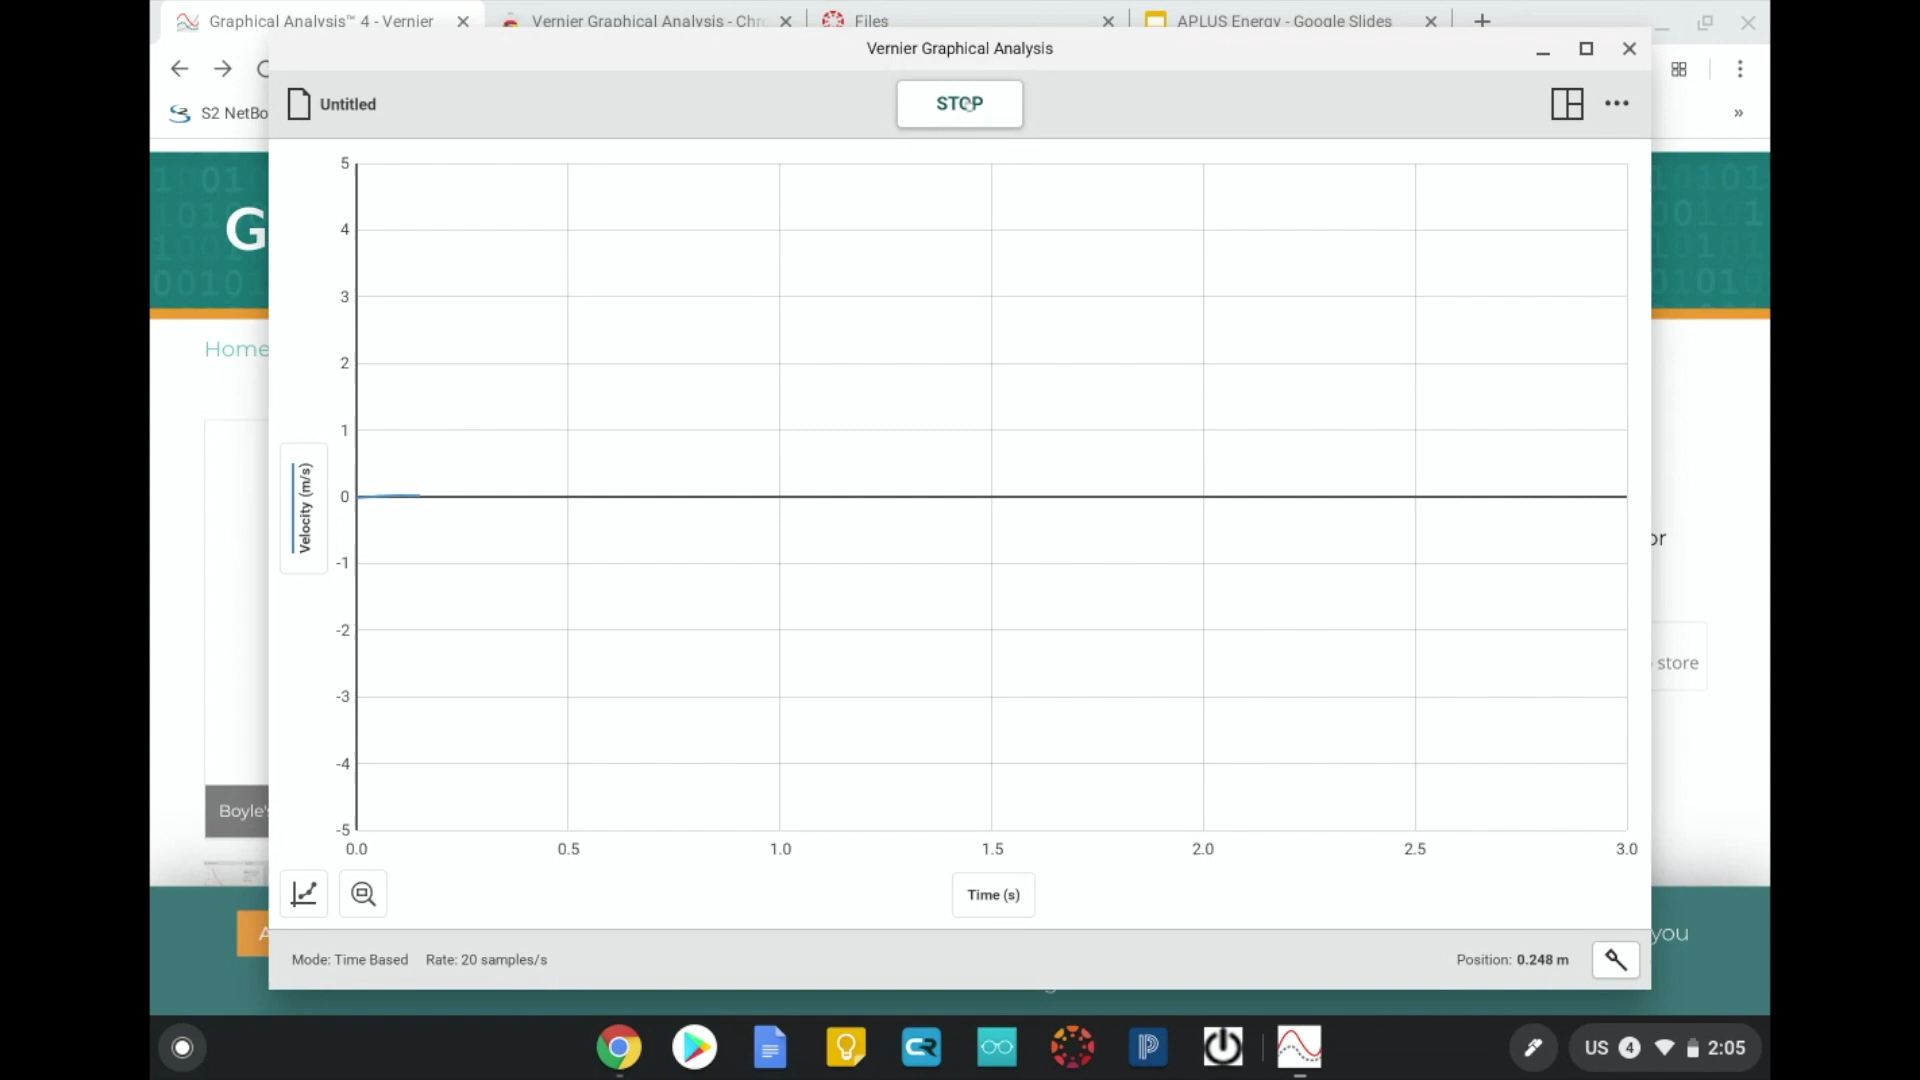 Graphical Analysis™ 4 - Vernier
Vernier Graphical Analysis - Chr
Files
APLUS Energy - Google Slides
Vernier Graphical Analysis
S2 NetBo
Untitled
STOP
G
Home
Boyle's
or
store
you
5
4
3
2
1
0
-1
-2
-3
-4
-5
Velocity (m/s)
0.0 0.5 1.0 1.5 2.0 2.5 3.0
Time (s)
Mode: Time Based Rate: 20 samples/s
Position: 0.248 m
A
US 4 2:05